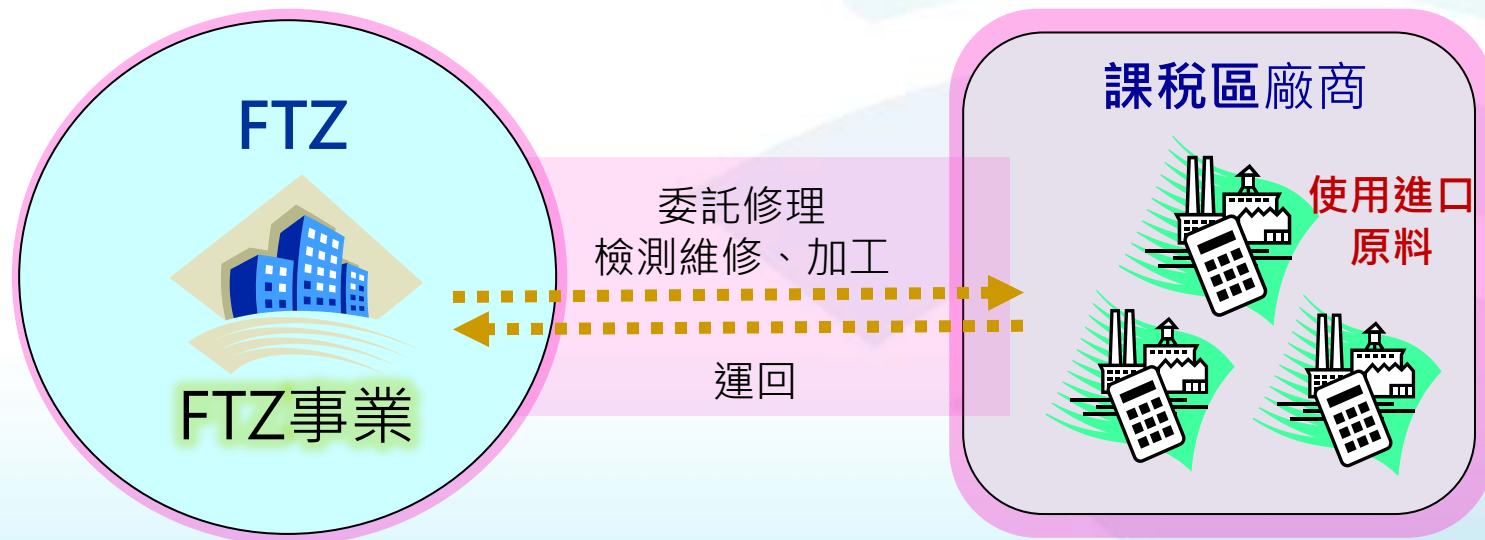 FTZ
FTZ事業
委託修理
檢測維修、加工
運回
課稅區廠商
使用進口
原料